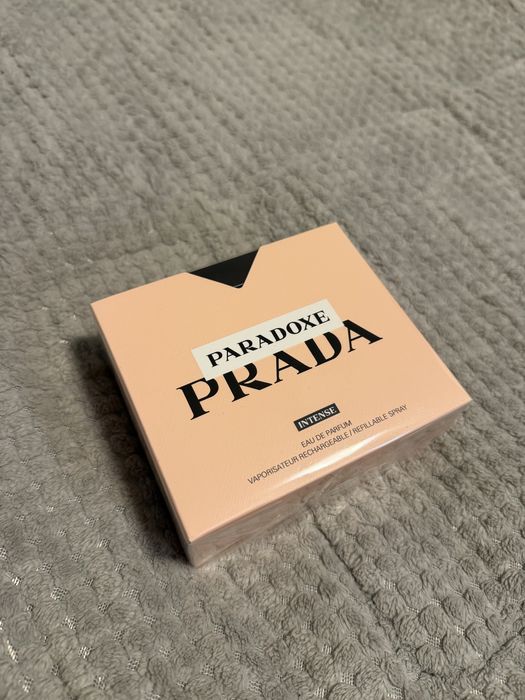 PARADOXE
PRADA
INTENSE
EAU DE PARFUM
VAPORISATEUR RECHARGEABLE/REFILLABLE SPRAY